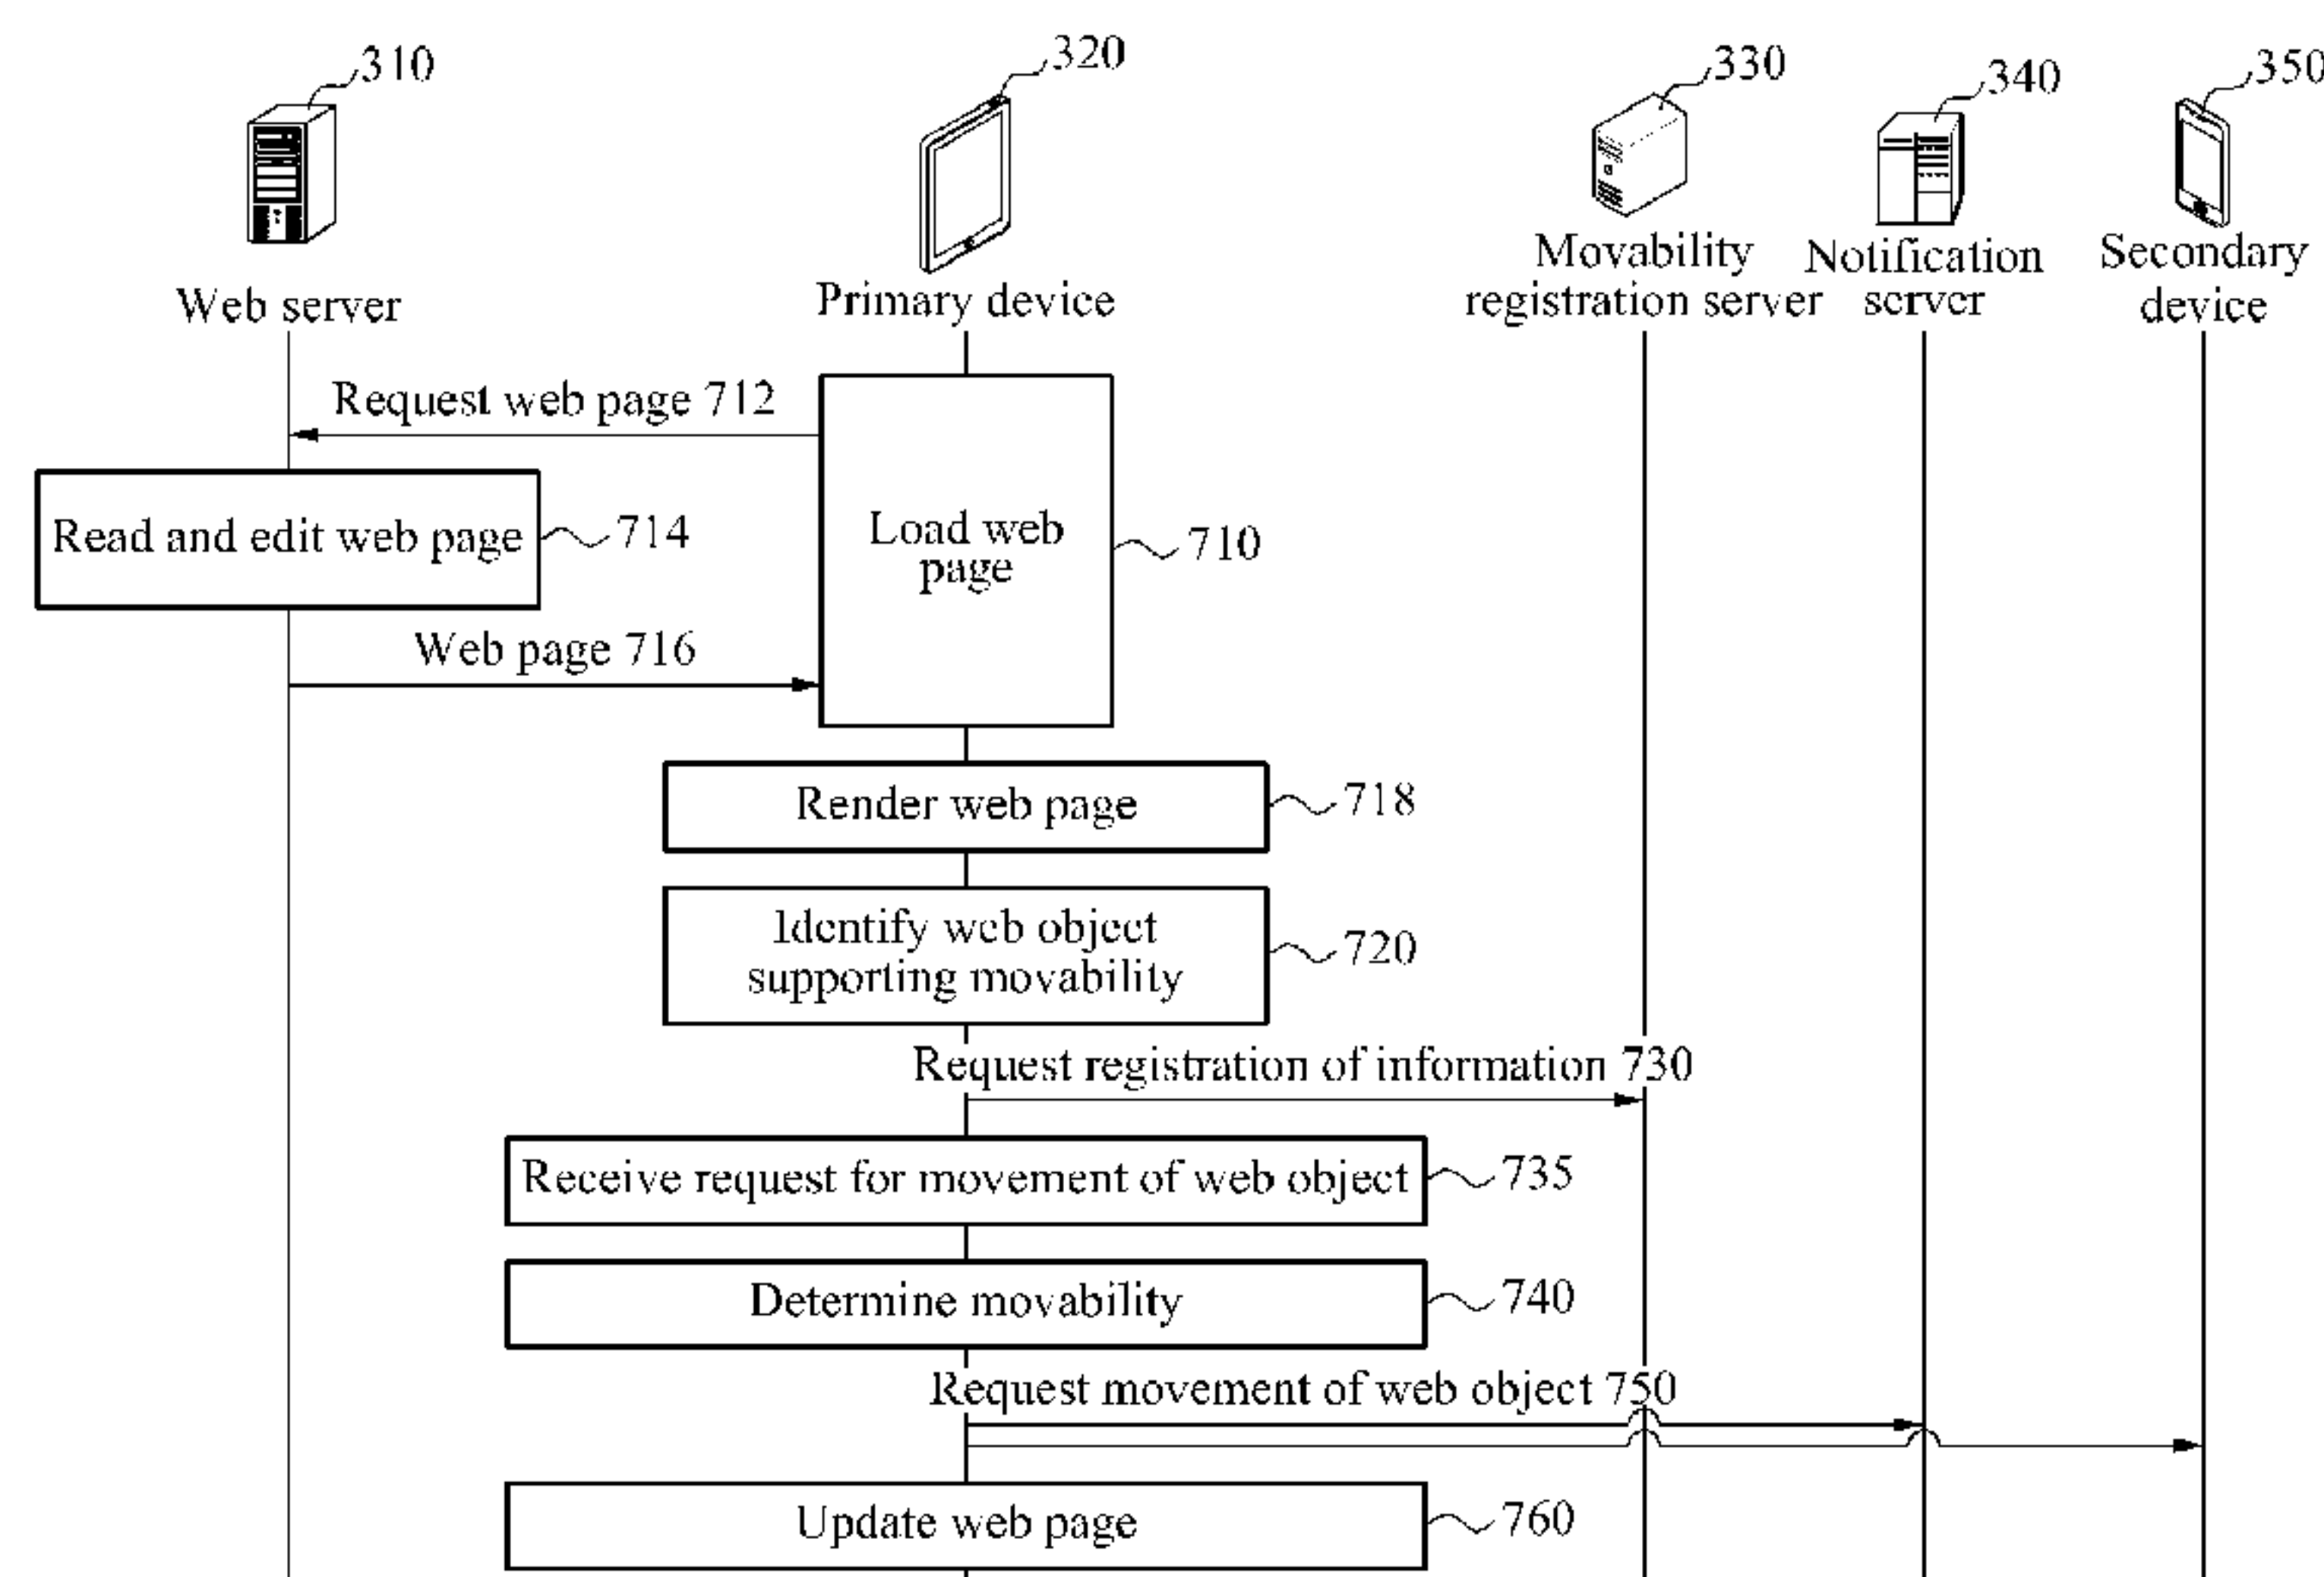 310
320
330
340
350
Web server
Primary device
Movability
registration server
Notification
server
Secondary
device
Request web page 712
Read and edit web page
714
Load web
page
710
Web page 716
Render web page
718
Identify web object
supporting movability
720
Request registration of information 730
Receive request for movement of web object
735
Determine movability
740
Request movement of web object 750
Update web page
760